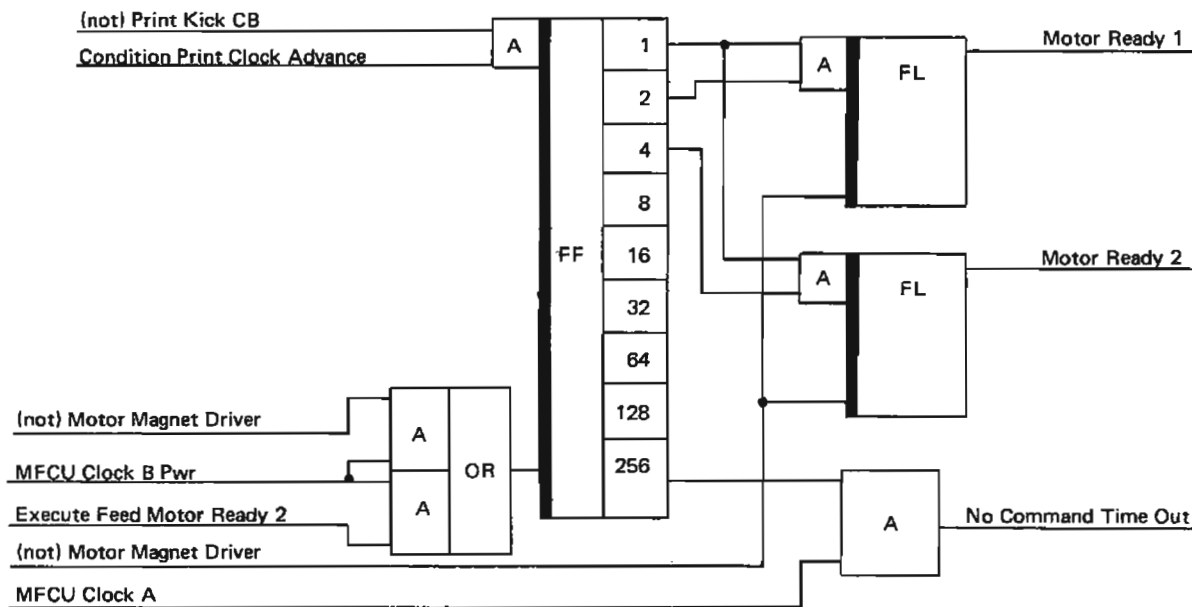 (not) Print Kick CB
Condition Print Clock Advance
A
FF
1
2
4
8
16
32
64
128
256
A
FL
Motor Ready 1
A
FL
Motor Ready 2
(not) Motor Magnet Driver
MFCU Clock B Pwr
Execute Feed Motor Ready 2
(not) Motor Magnet Driver
MFCU Clock A
A
A
OR
A
No Command Time Out